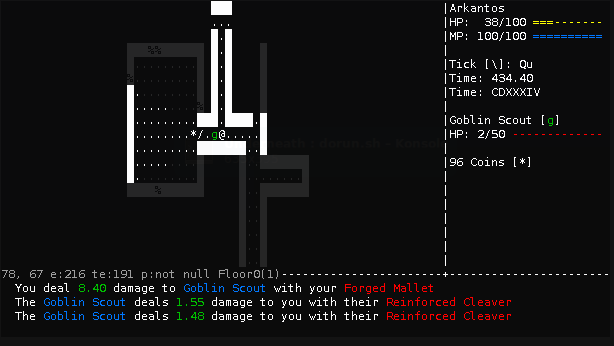 Arkantos
HP:  38/100 ===-------
MP: 100/100 ==========
Tick [\]: Qu
Time: 434.40
Time: CDXXXIV
Goblin Scout [g]
HP: 2/50 -------------
*/.g@.....
96 Coins [*]
78, 67 e:216 te:191 p:not null Floor0(1)
You deal 8.40 damage to Goblin Scout with your Forged Mallet
The Goblin Scout deals 1.55 damage to you with their Reinforced Cleaver
The Goblin Scout deals 1.48 damage to you with their Reinforced Cleaver